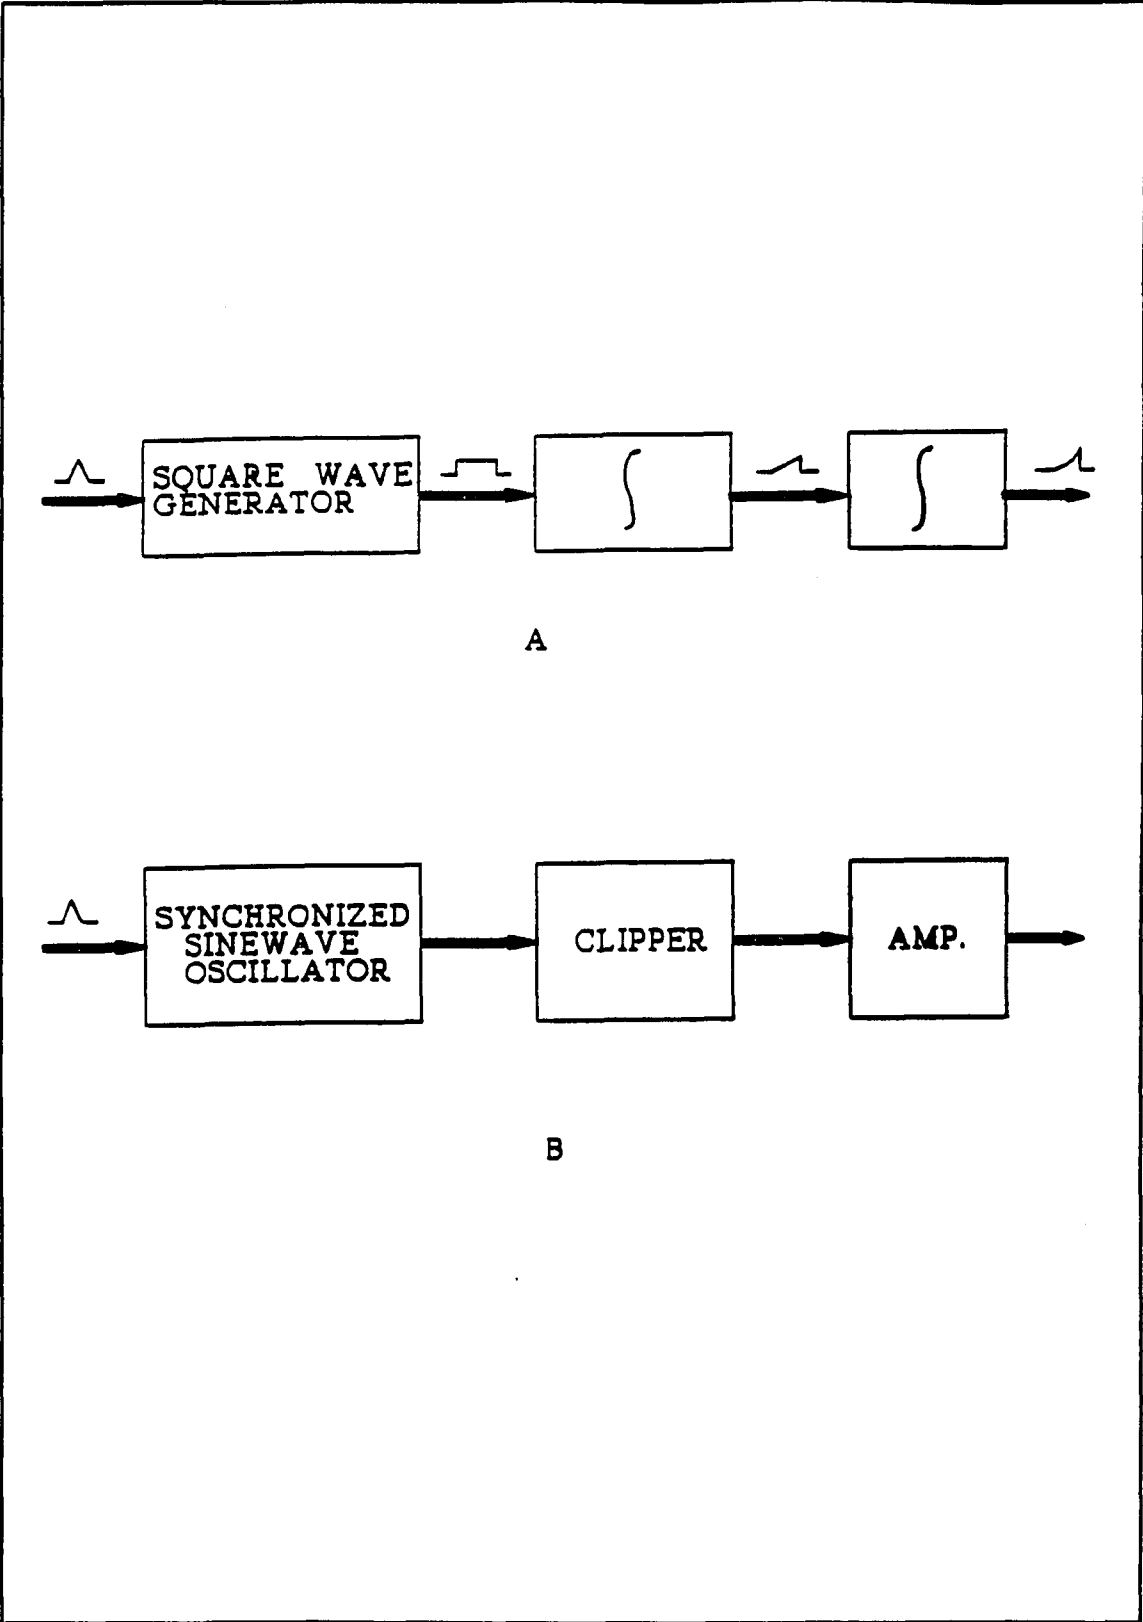 SQUARE WAVE
GENERATOR
∫
∫
A
SYNCHRONIZED
SINEWAVE
OSCILLATOR
CLIPPER
AMP.
B